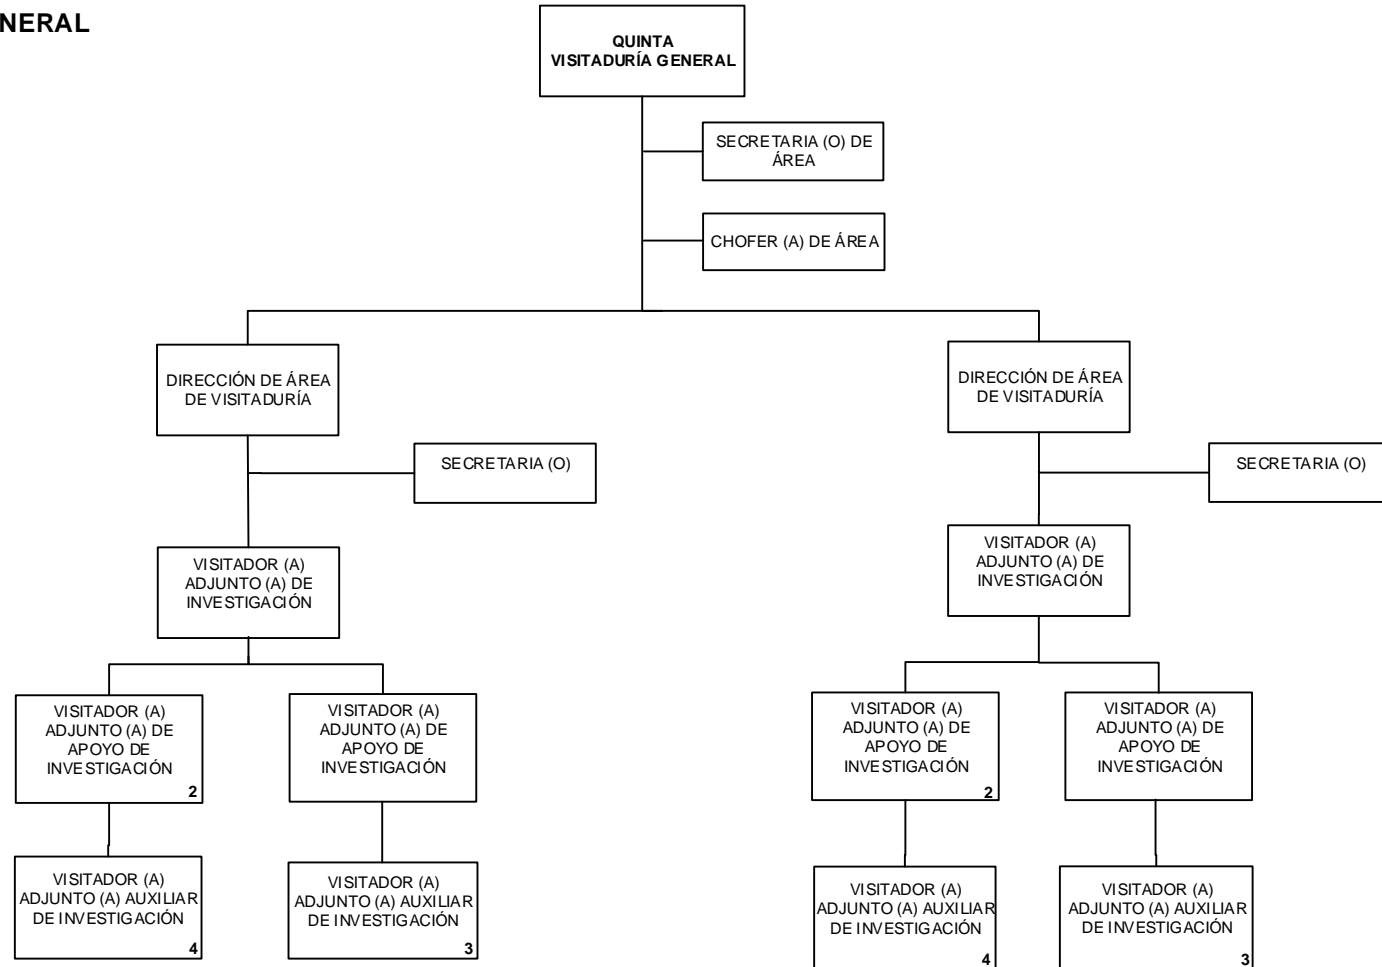 NERAL
QUINTA
VISITADURÍA GENERAL
SECRETARIA (O) DE
ÁREA
CHOFER (A) DE ÁREA
DIRECCIÓN DE ÁREA
DE VISITADURÍA
DIRECCIÓN DE ÁREA
DE VISITADURÍA
SECRETARIA (O)
SECRETARIA (O)
VISITADOR (A)
ADJUNTO (A) DE
INVESTIGACIÓN
VISITADOR (A)
ADJUNTO (A) DE
INVESTIGACIÓN
VISITADOR (A)
ADJUNTO (A) DE
APOYO DE
INVESTIGACIÓN
2
VISITADOR (A)
ADJUNTO (A) DE
APOYO DE
INVESTIGACIÓN
VISITADOR (A)
ADJUNTO (A) DE
APOYO DE
INVESTIGACIÓN
2
VISITADOR (A)
ADJUNTO (A) DE
APOYO DE
INVESTIGACIÓN
VISITADOR (A)
ADJUNTO (A) AUXILIAR
DE INVESTIGACIÓN
4
VISITADOR (A)
ADJUNTO (A) AUXILIAR
DE INVESTIGACIÓN
3
VISITADOR (A)
ADJUNTO (A) AUXILIAR
DE INVESTIGACIÓN
4
VISITADOR (A)
ADJUNTO (A) AUXILIAR
DE INVESTIGACIÓN
3